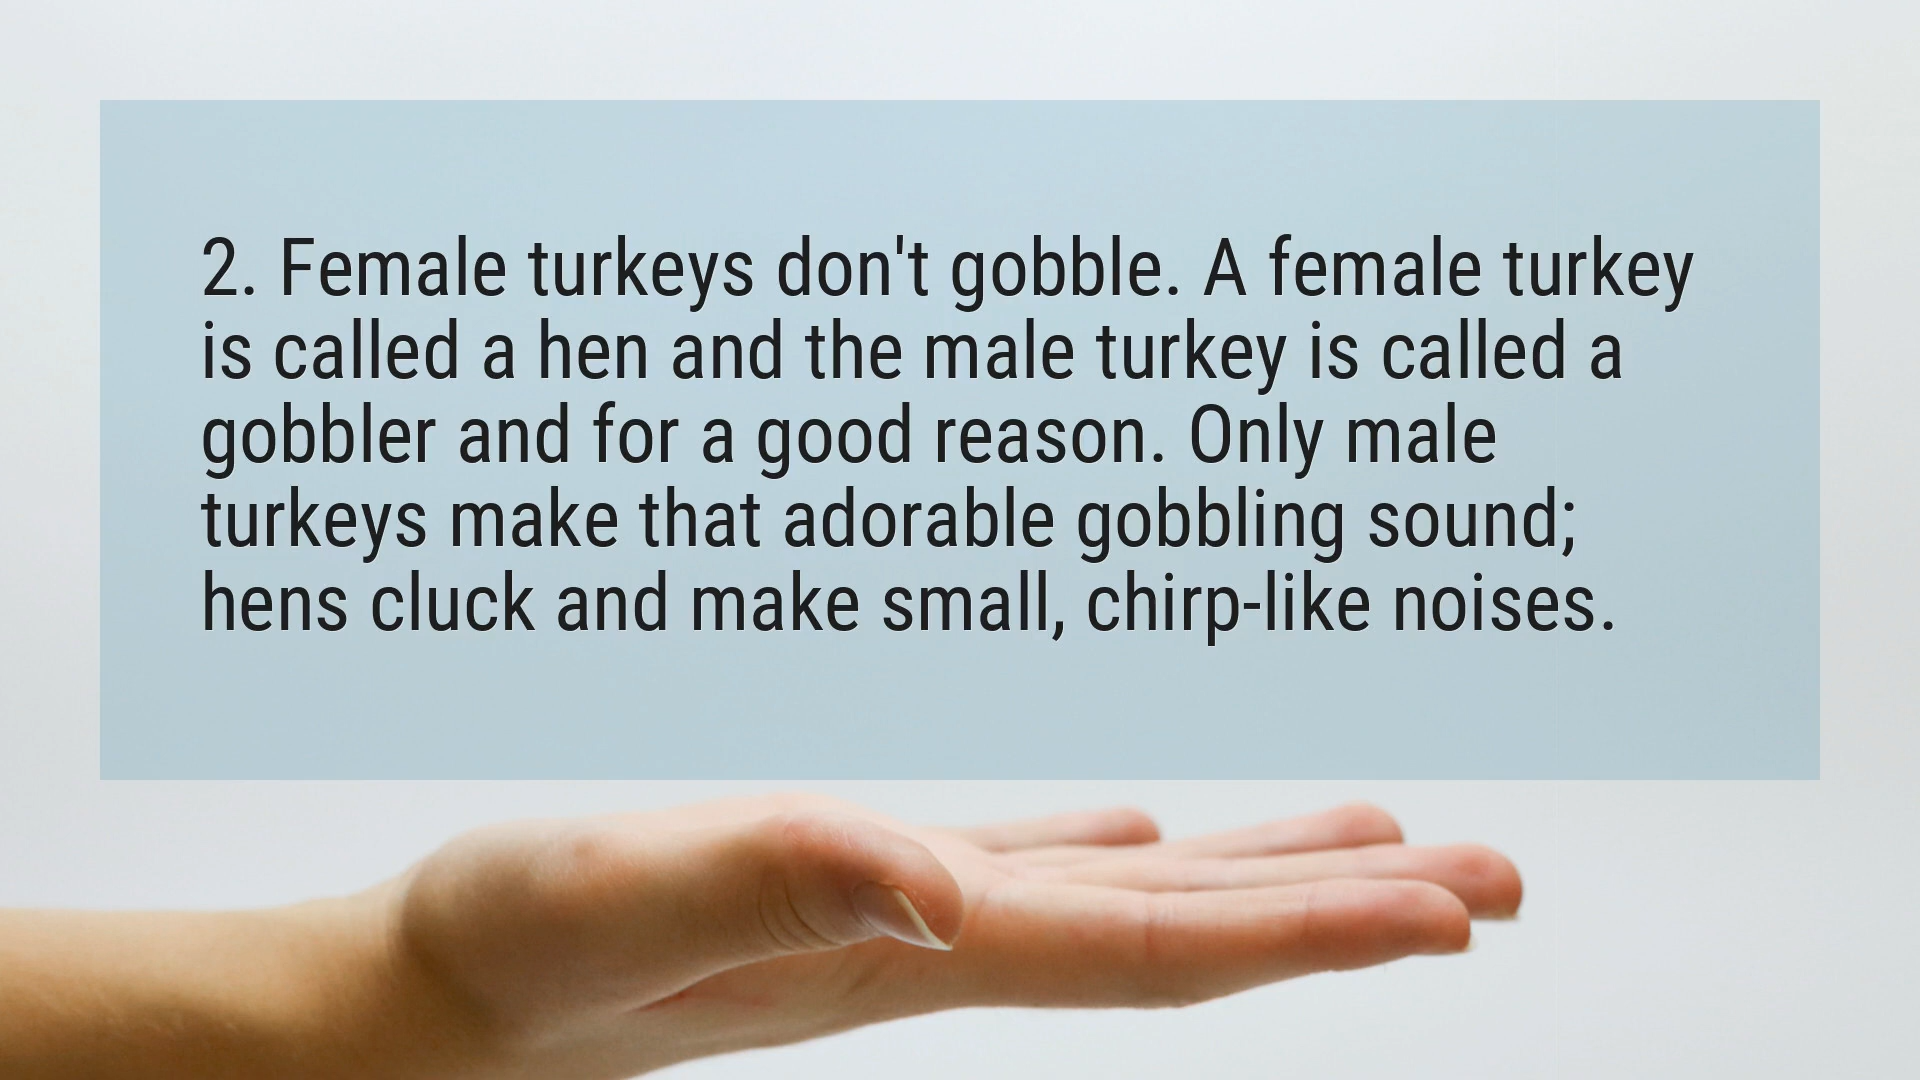 2. Female turkeys don't gobble. A female turkey
is called a hen and the male turkey is called a
gobbler and for a good reason. Only male
turkeys make that adorable gobbling sound;
hens cluck and make small, chirp-like noises.